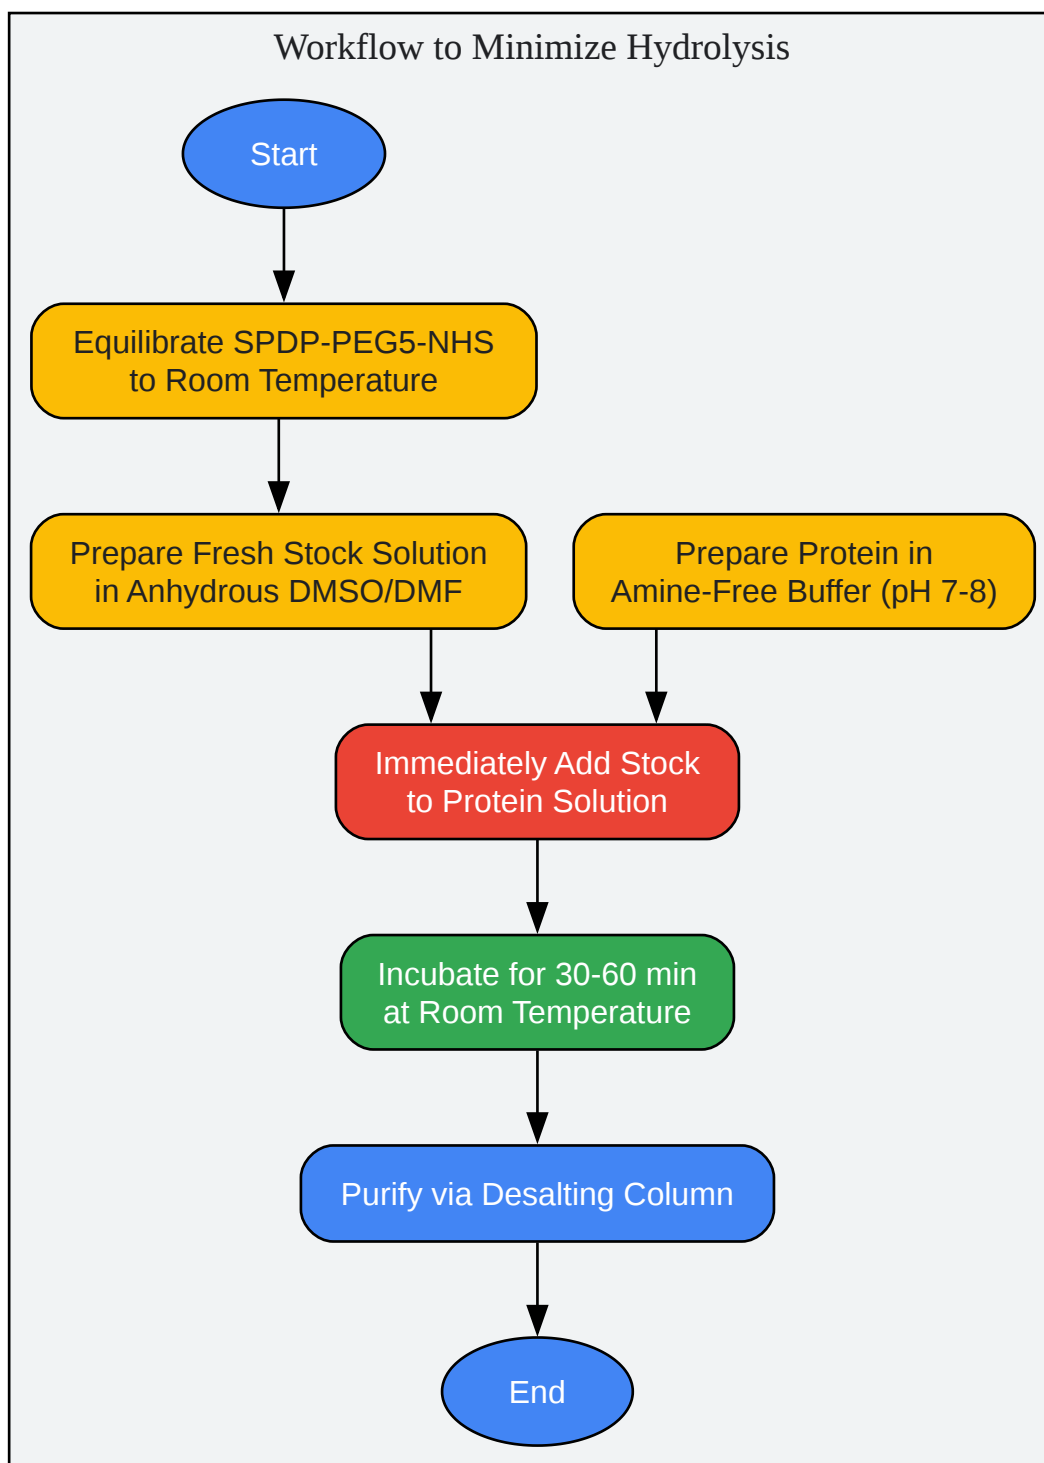 Workflow to Minimize Hydrolysis
Start
Equilibrate SPDP-PEG5-NHS
to Room Temperature
Prepare Fresh Stock Solution
in Anhydrous DMSO/DMF
Prepare Protein in
Amine-Free Buffer (pH 7-8)
Immediately Add Stock
to Protein Solution
Incubate for 30-60 min
at Room Temperature
Purify via Desalting Column
End